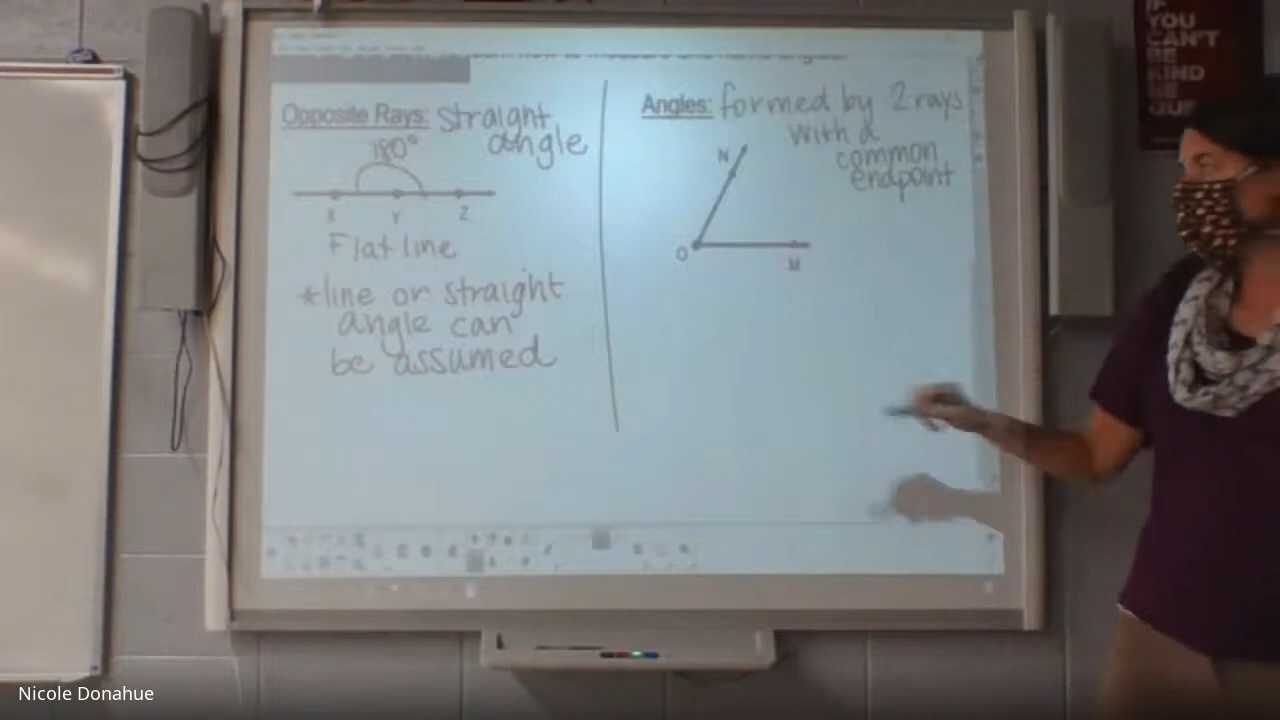 IF
YOU
CAN'T
BE
KIND
BE
Opposite Rays: straight
angle
180°
X Y Z
Flat line
*line or straight
angle can
be assumed
Angles: formed by 2 rays
with a
common
endpoint
N
O
M
Nicole Donahue